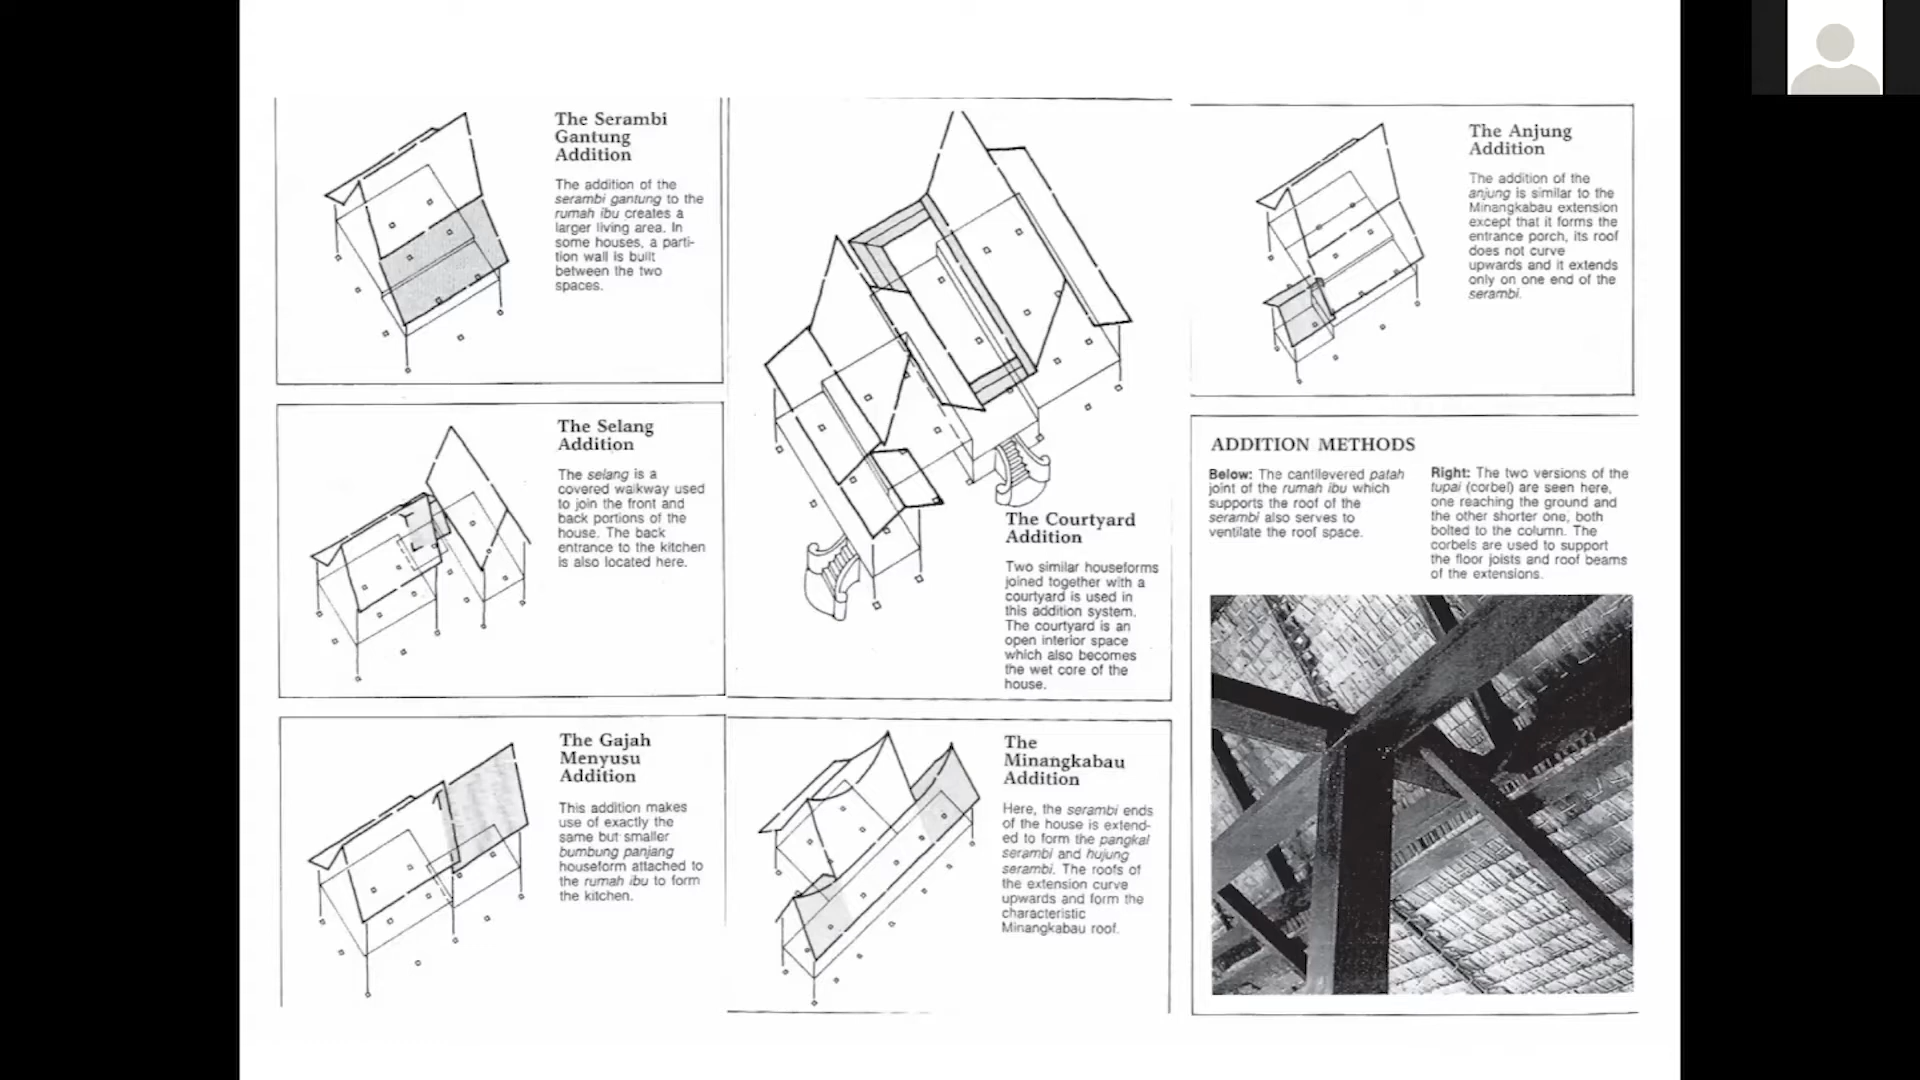 The Serambi
Gantung
Addition
The addition of the
serambi gantung to the
rumah ibu creates a
larger living area. In
some houses, a parti-
tion wall is built
between the two
spaces.
The Selang
Addition
The selang is a
covered walkway used
to join the front and
back portions of the
house. The back
entrance to the kitchen
is also located here.
The Gajah
Menyusu
Addition
This addition makes
use of exactly the
same but smaller
bumbung panjang
houseform attached to
the rumah ibu to form
the kitchen.
The Courtyard
Addition
Two similar houseforms
joined together with a
courtyard is used in
this addition system.
The courtyard is an
open interior space
which also becomes
the wet core of the
house.
The
Minangkabau
Addition
Here, the serambi ends
of the house is extend-
ed to form the pangkal
serambi and hujung
serambi. The roofs of
the extension curve
upwards and form the
characteristic
Minangkabau roof.
The Anjung
Addition
The addition of the
anjung is similar to the
Minangkabau extension
except that it forms the
entrance porch, its roof
does not curve
upwards and it extends
only on one end of the
serambi.
ADDITION METHODS
Below: The cantilevered patah
joint of the rumah ibu which
supports the roof of the
serambi also serves to
ventilate the roof space.
Right: The two versions of the
tupai (corbel) are seen here,
one reaching the ground and
the other shorter one, both
bolted to the column. The
corbels are used to support
the floor joists and roof beams
of the extensions.